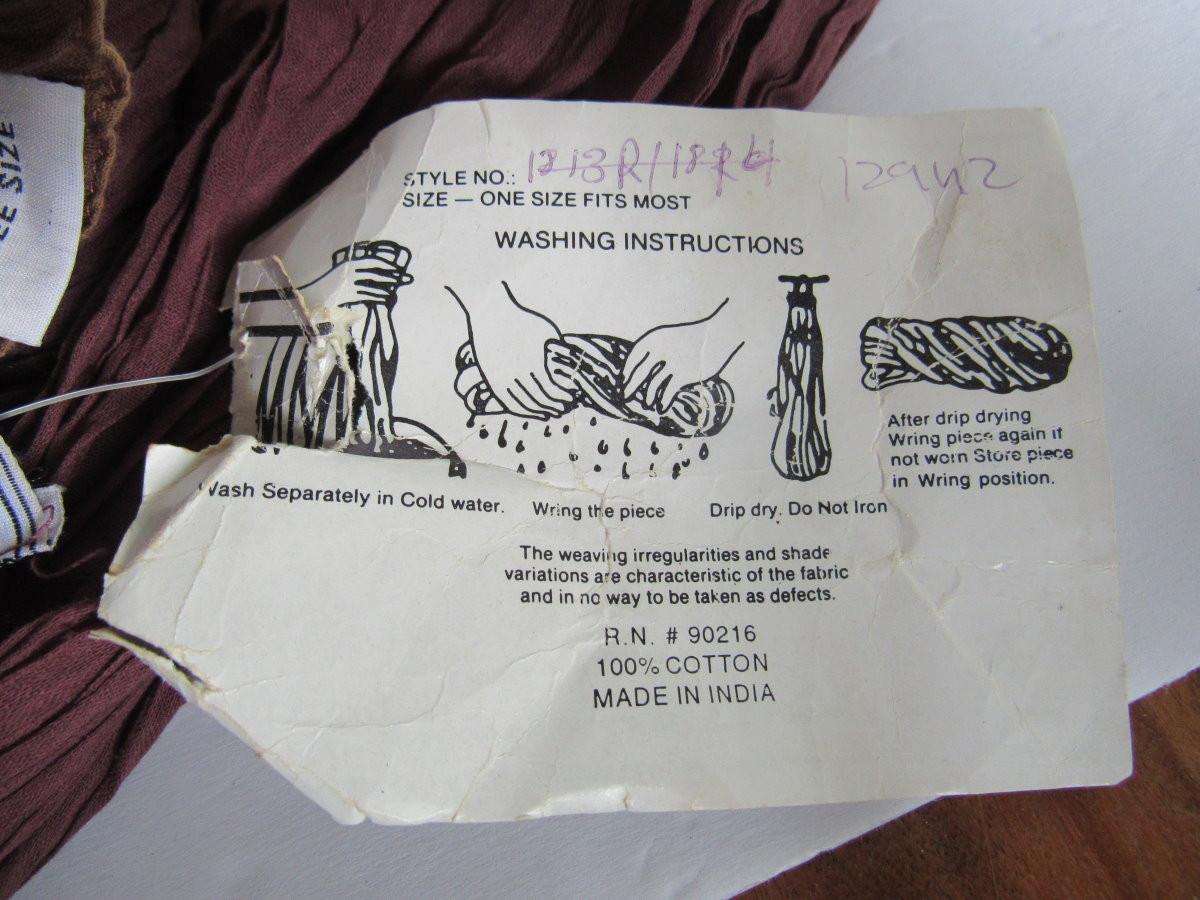 EE SIZE
STYLE NO.:
SIZE — ONE SIZE FITS MOST
WASHING INSTRUCTIONS
Wash Separately in Cold water.
Wring the piece
Drip dry. Do Not Iron
After drip drying
Wring piece again if
not worn Store piece
in Wring position.
The weaving irregularities and shade
variations are characteristic of the fabric
and in no way to be taken as defects.
R.N. # 90216
100% COTTON
MADE IN INDIA